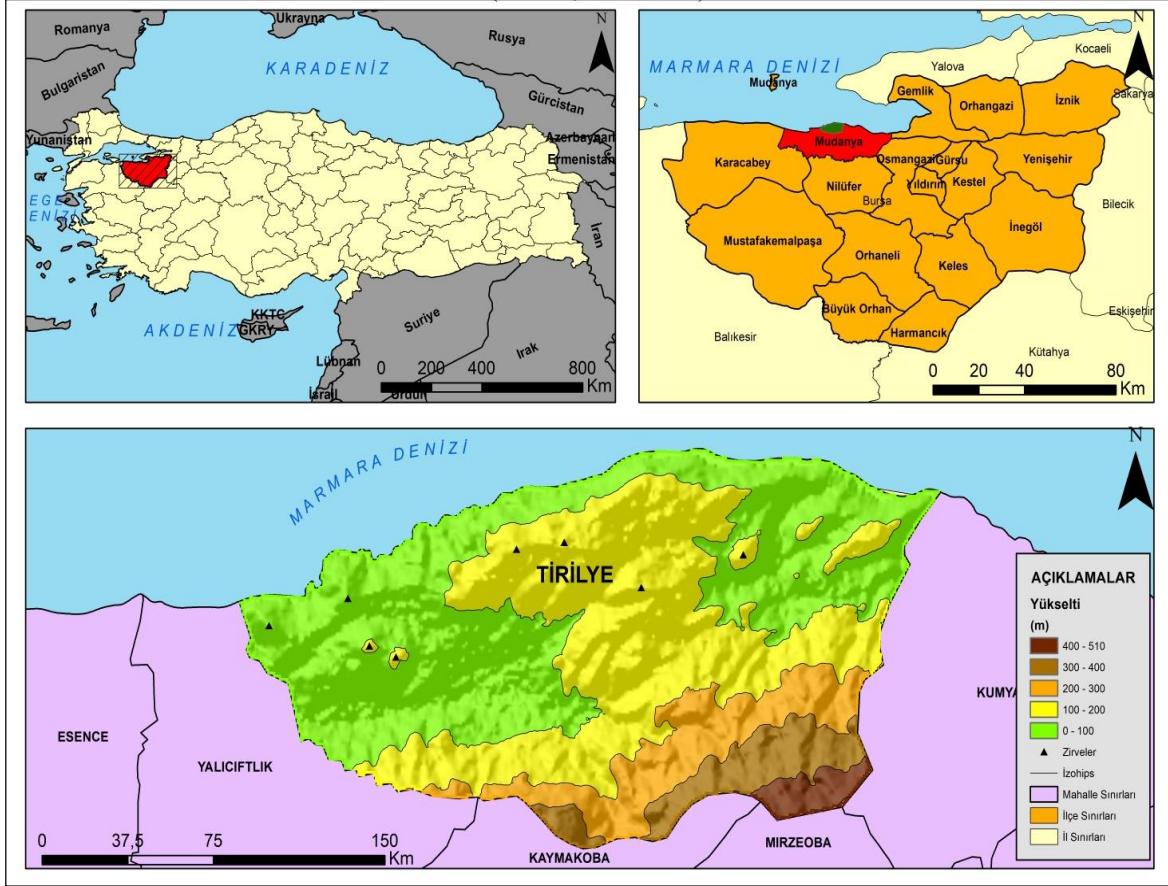 Romanya
Ukrayna
Rusya
N
KARADENİZ
Bulgaristan
Gürcistan
Yunanistan
Azerbaycan
Ermenistan
EGE
DENİZİ
İran
AKDENİZ
KKTC
GKRY
Suriye
Irak
Lübnan
İsrail
Ürdün
0 200 400 800
Km
N
MARMARA DENİZİ
Mudanya
Yalova
Kocaeli
Sakarya
Gemlik
Orhangazi
İznik
Mudanya
Karacabey
Osmangazi
Gürsu
Yenişehir
Nilüfer
Yıldırım
Kestel
Bursa
Bilecik
Mustafakemalpaşa
İnegöl
Orhaneli
Keles
Büyük Orhan
Harmancık
Eskişehir
Balıkesir
Kütahya
0 20 40 80
Km
MARMARA DENİZİ
N
TİRİLYE
ESENCE
YALICIFTLIK
KAYMAKOBA
MIRZEOBA
KUMYA
0 37,5 75 150
Km
AÇIKLAMALAR
Yükselti
(m)
400 - 510
300 - 400
200 - 300
100 - 200
0 - 100
Zirveler
İzohips
Mahalle Sınırları
İlçe Sınırları
İl Sınırları